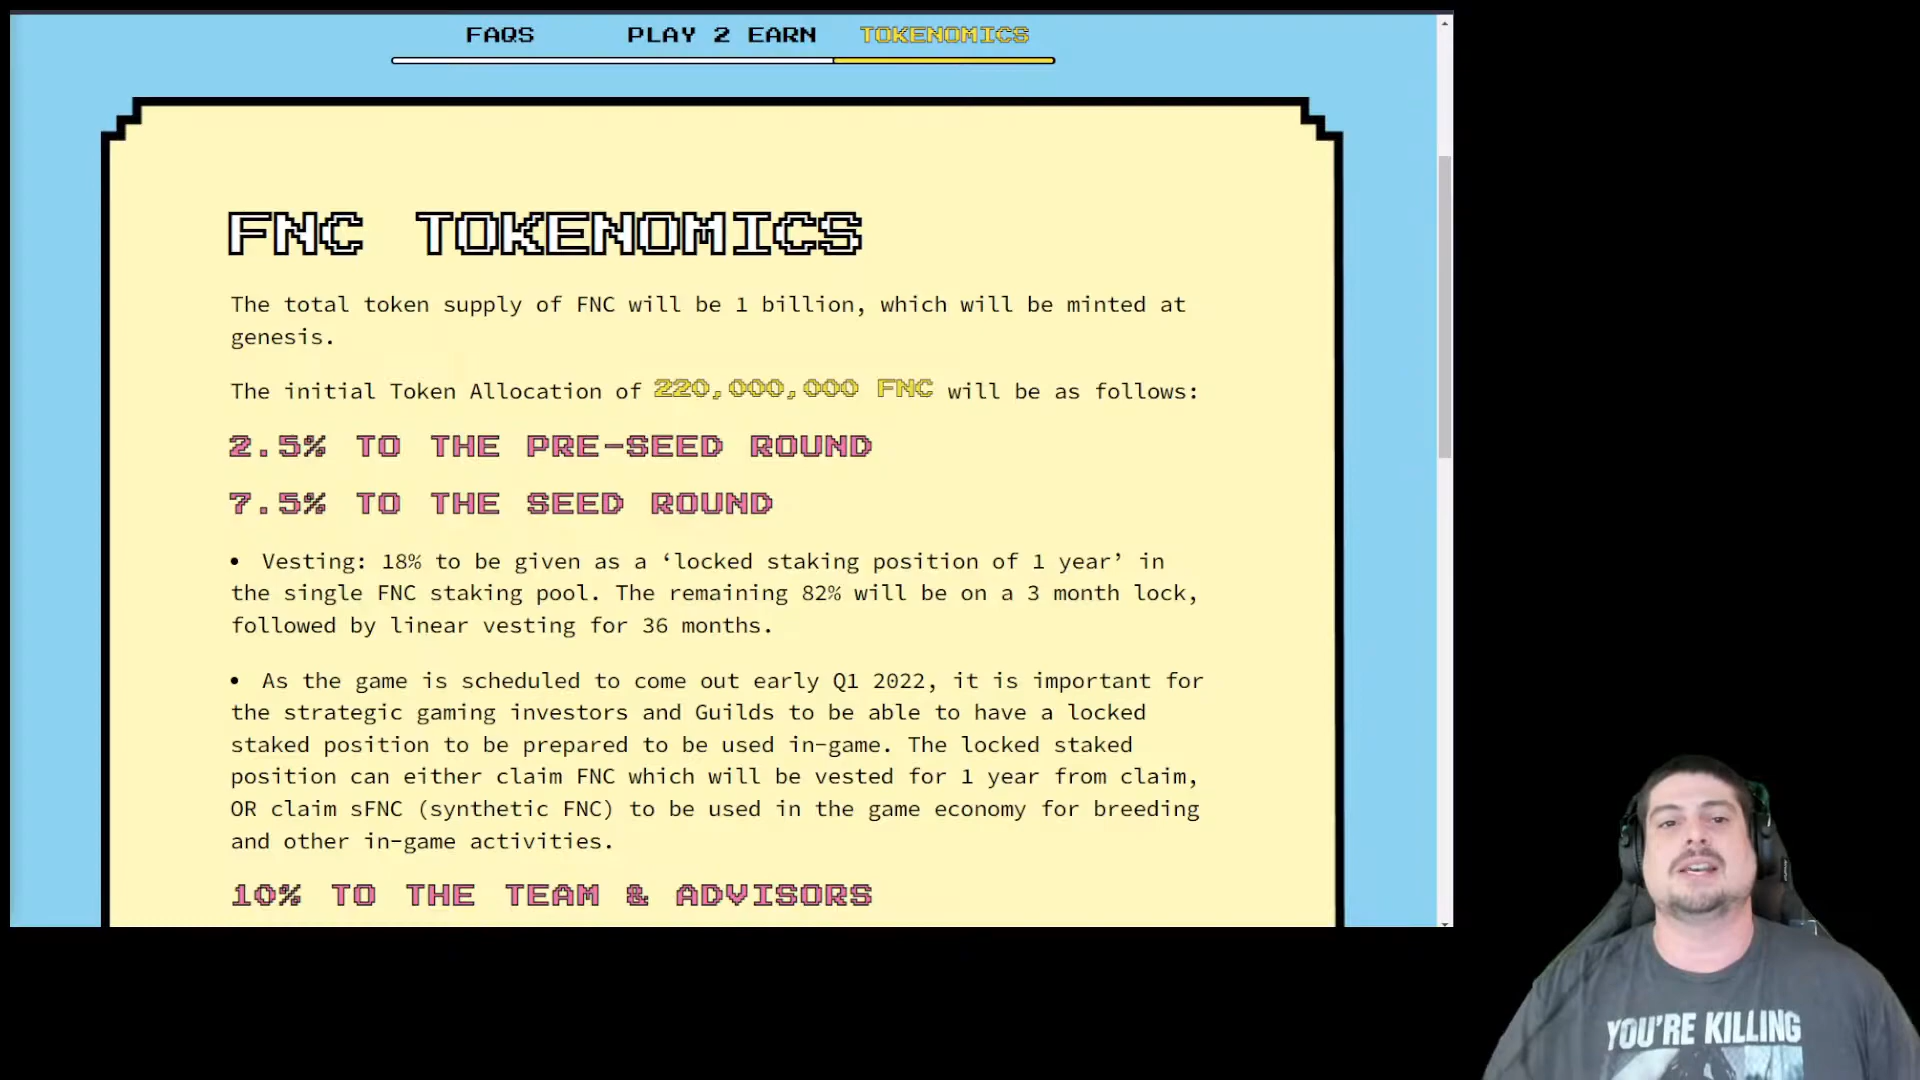 FAQS PLAY 2 EARN TOKENOMICS
FNC TOKENOMICS
The total token supply of FNC will be 1 billion, which will be minted at
genesis.
The initial Token Allocation of 220,000,000 FNC will be as follows:
2.5% TO THE PRE-SEED ROUND
7.5% TO THE SEED ROUND
• Vesting: 18% to be given as a ‘locked staking position of 1 year’ in
the single FNC staking pool. The remaining 82% will be on a 3 month lock,
followed by linear vesting for 36 months.
• As the game is scheduled to come out early Q1 2022, it is important for
the strategic gaming investors and Guilds to be able to have a locked
staked position to be prepared to be used in-game. The locked staked
position can either claim FNC which will be vested for 1 year from claim,
OR claim sFNC (synthetic FNC) to be used in the game economy for breeding
and other in-game activities.
10% TO THE TEAM & ADVISORS
YOU'RE KILLING